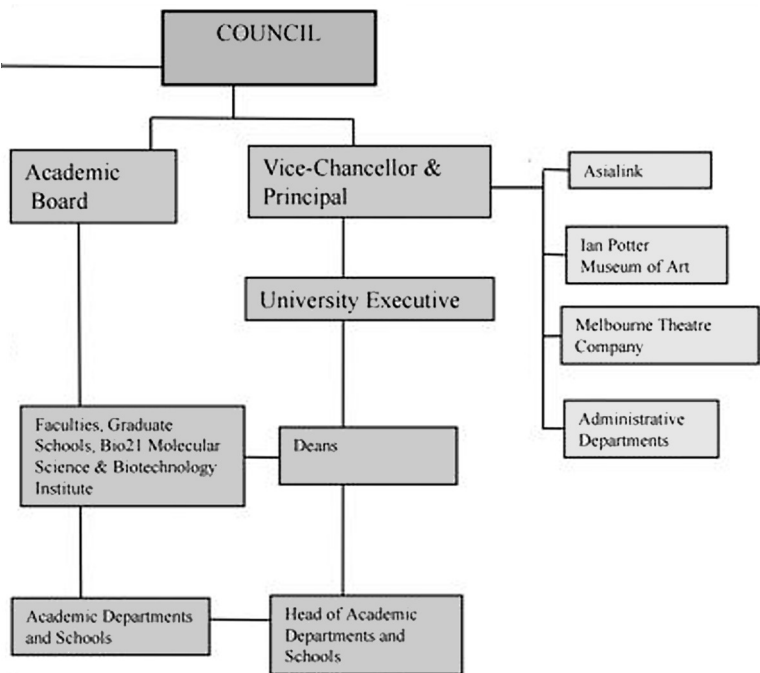 COUNCIL
Academic
Board
Vice-Chancellor &
Principal
Asialink
Ian Potter
Museum of Art
University Executive
Melbourne Theatre
Company
Administrative
Departments
Faculties, Graduate
Schools, Bio21 Molecular
Science & Biotechnology
Institute
Deans
Academic Departments
and Schools
Head of Academic
Departments and
Schools